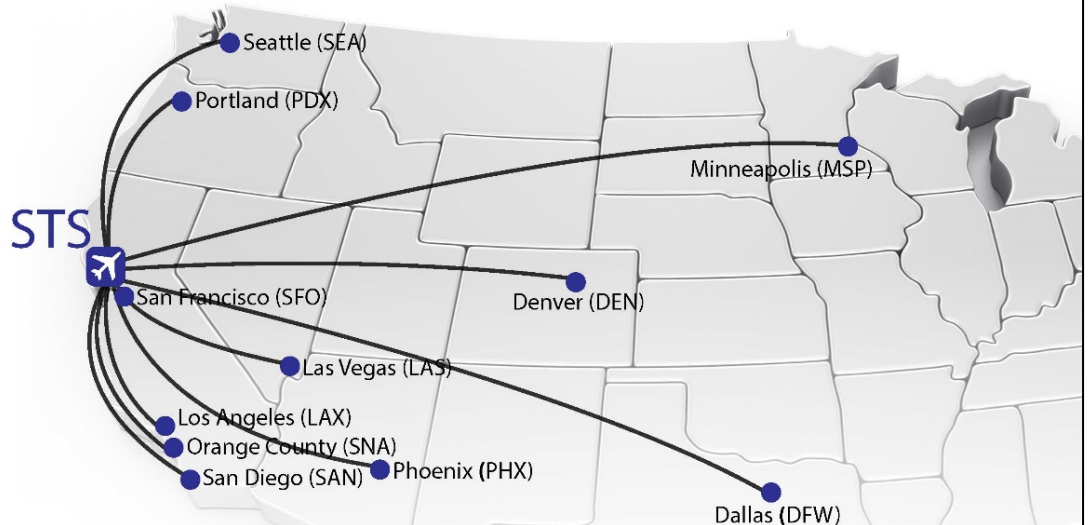 Seattle (SEA)
Portland (PDX)
Minneapolis (MSP)
STS
San Francisco (SFO)
Denver (DEN)
Las Vegas (LAS)
Los Angeles (LAX)
Orange County (SNA)
San Diego (SAN)
Phoenix (PHX)
Dallas (DFW)